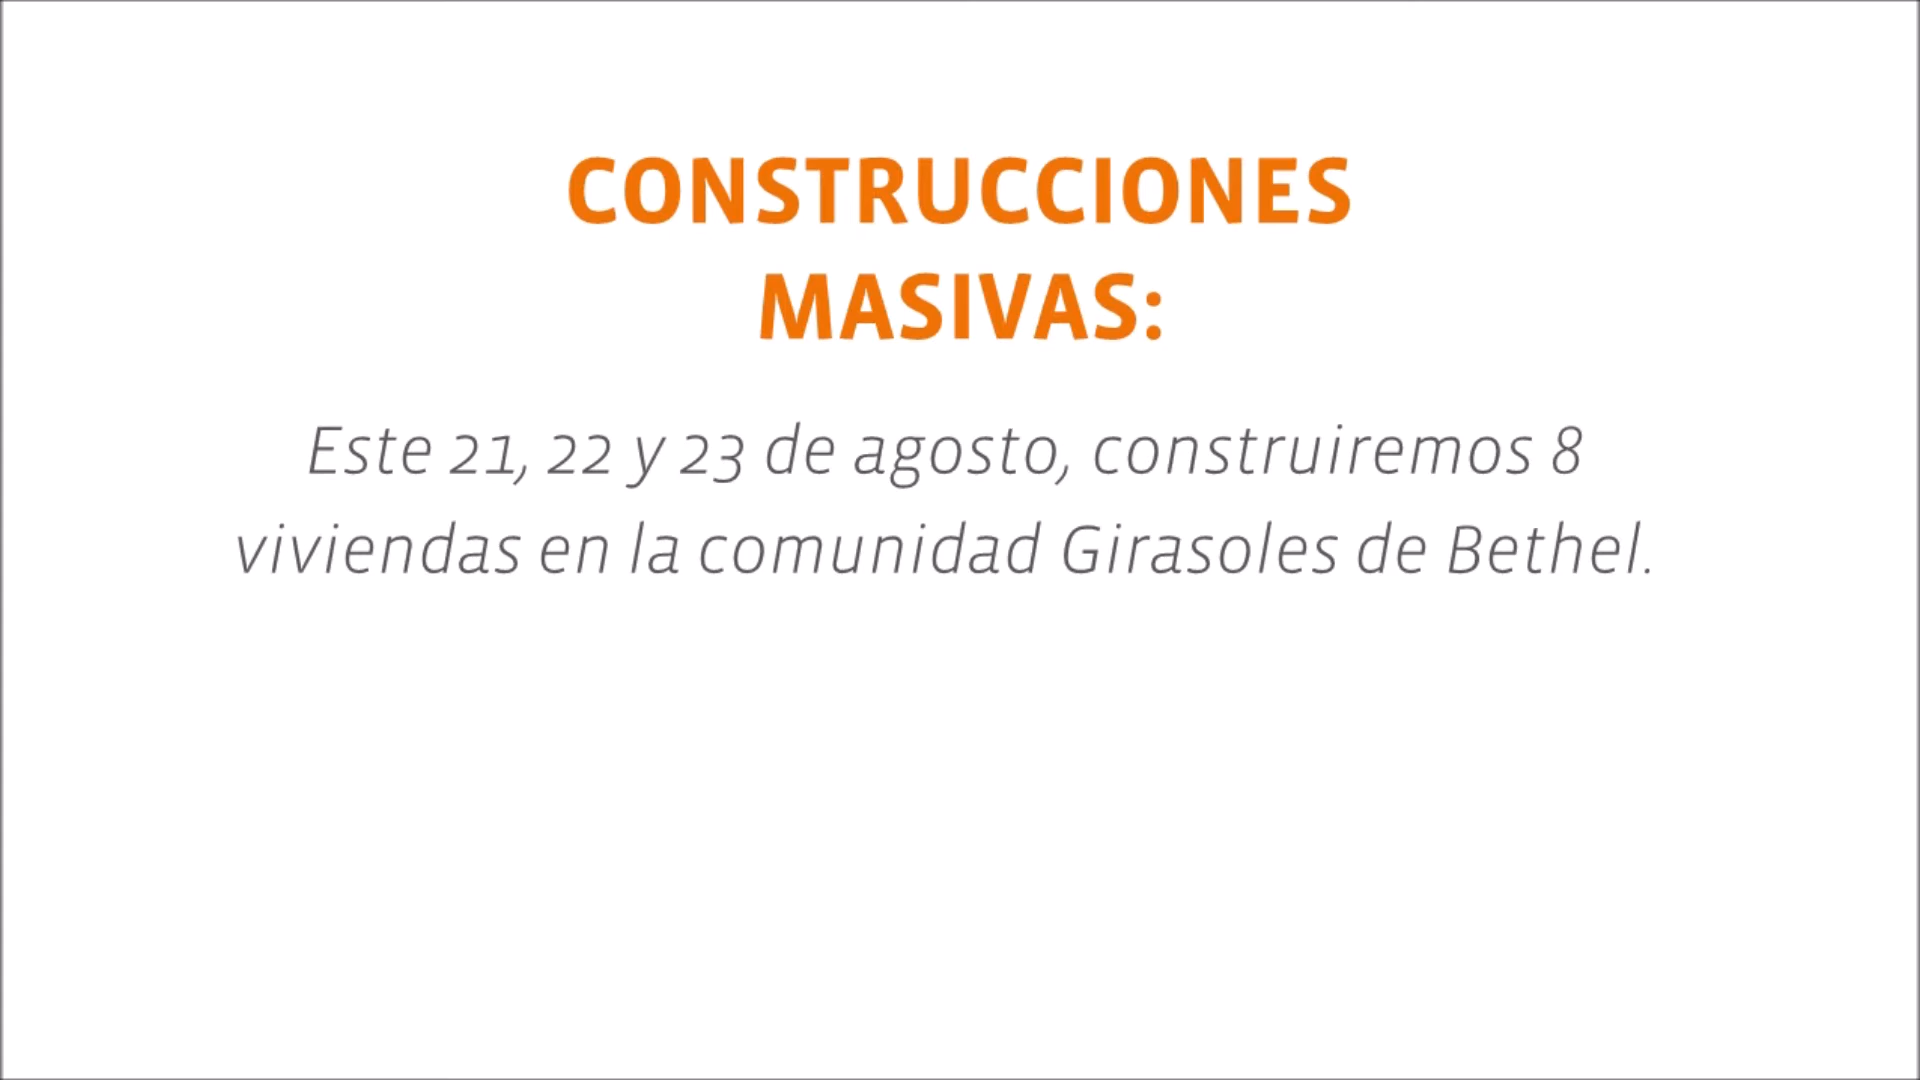 CONSTRUCCIONES
MASIVAS:
Este 21, 22 y 23 de agosto, construiremos 8
viviendas en la comunidad Girasoles de Bethel.